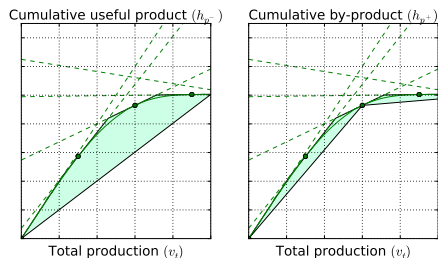 Cumulative useful product (h_{p^-})
Cumulative by-product (h_{p^+})
Total production (v_t)
Total production (v_t)